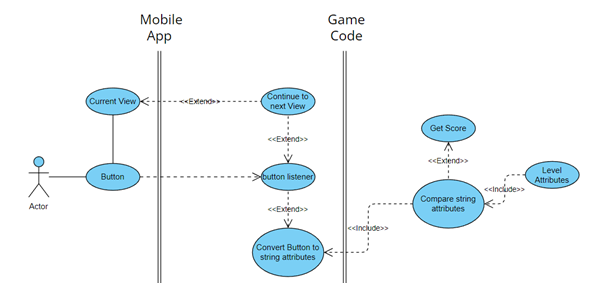 Mobile
App
Game
Code
Current View
<<Extend>>
Continue to
next View
<<Extend>>
Get Score
<<Extend>>
Actor
Button
button listener
Level
Attributes
<<Include>>
Compare string
attributes
<<Extend>>
<<Include>>
Convert Button to
string attributes